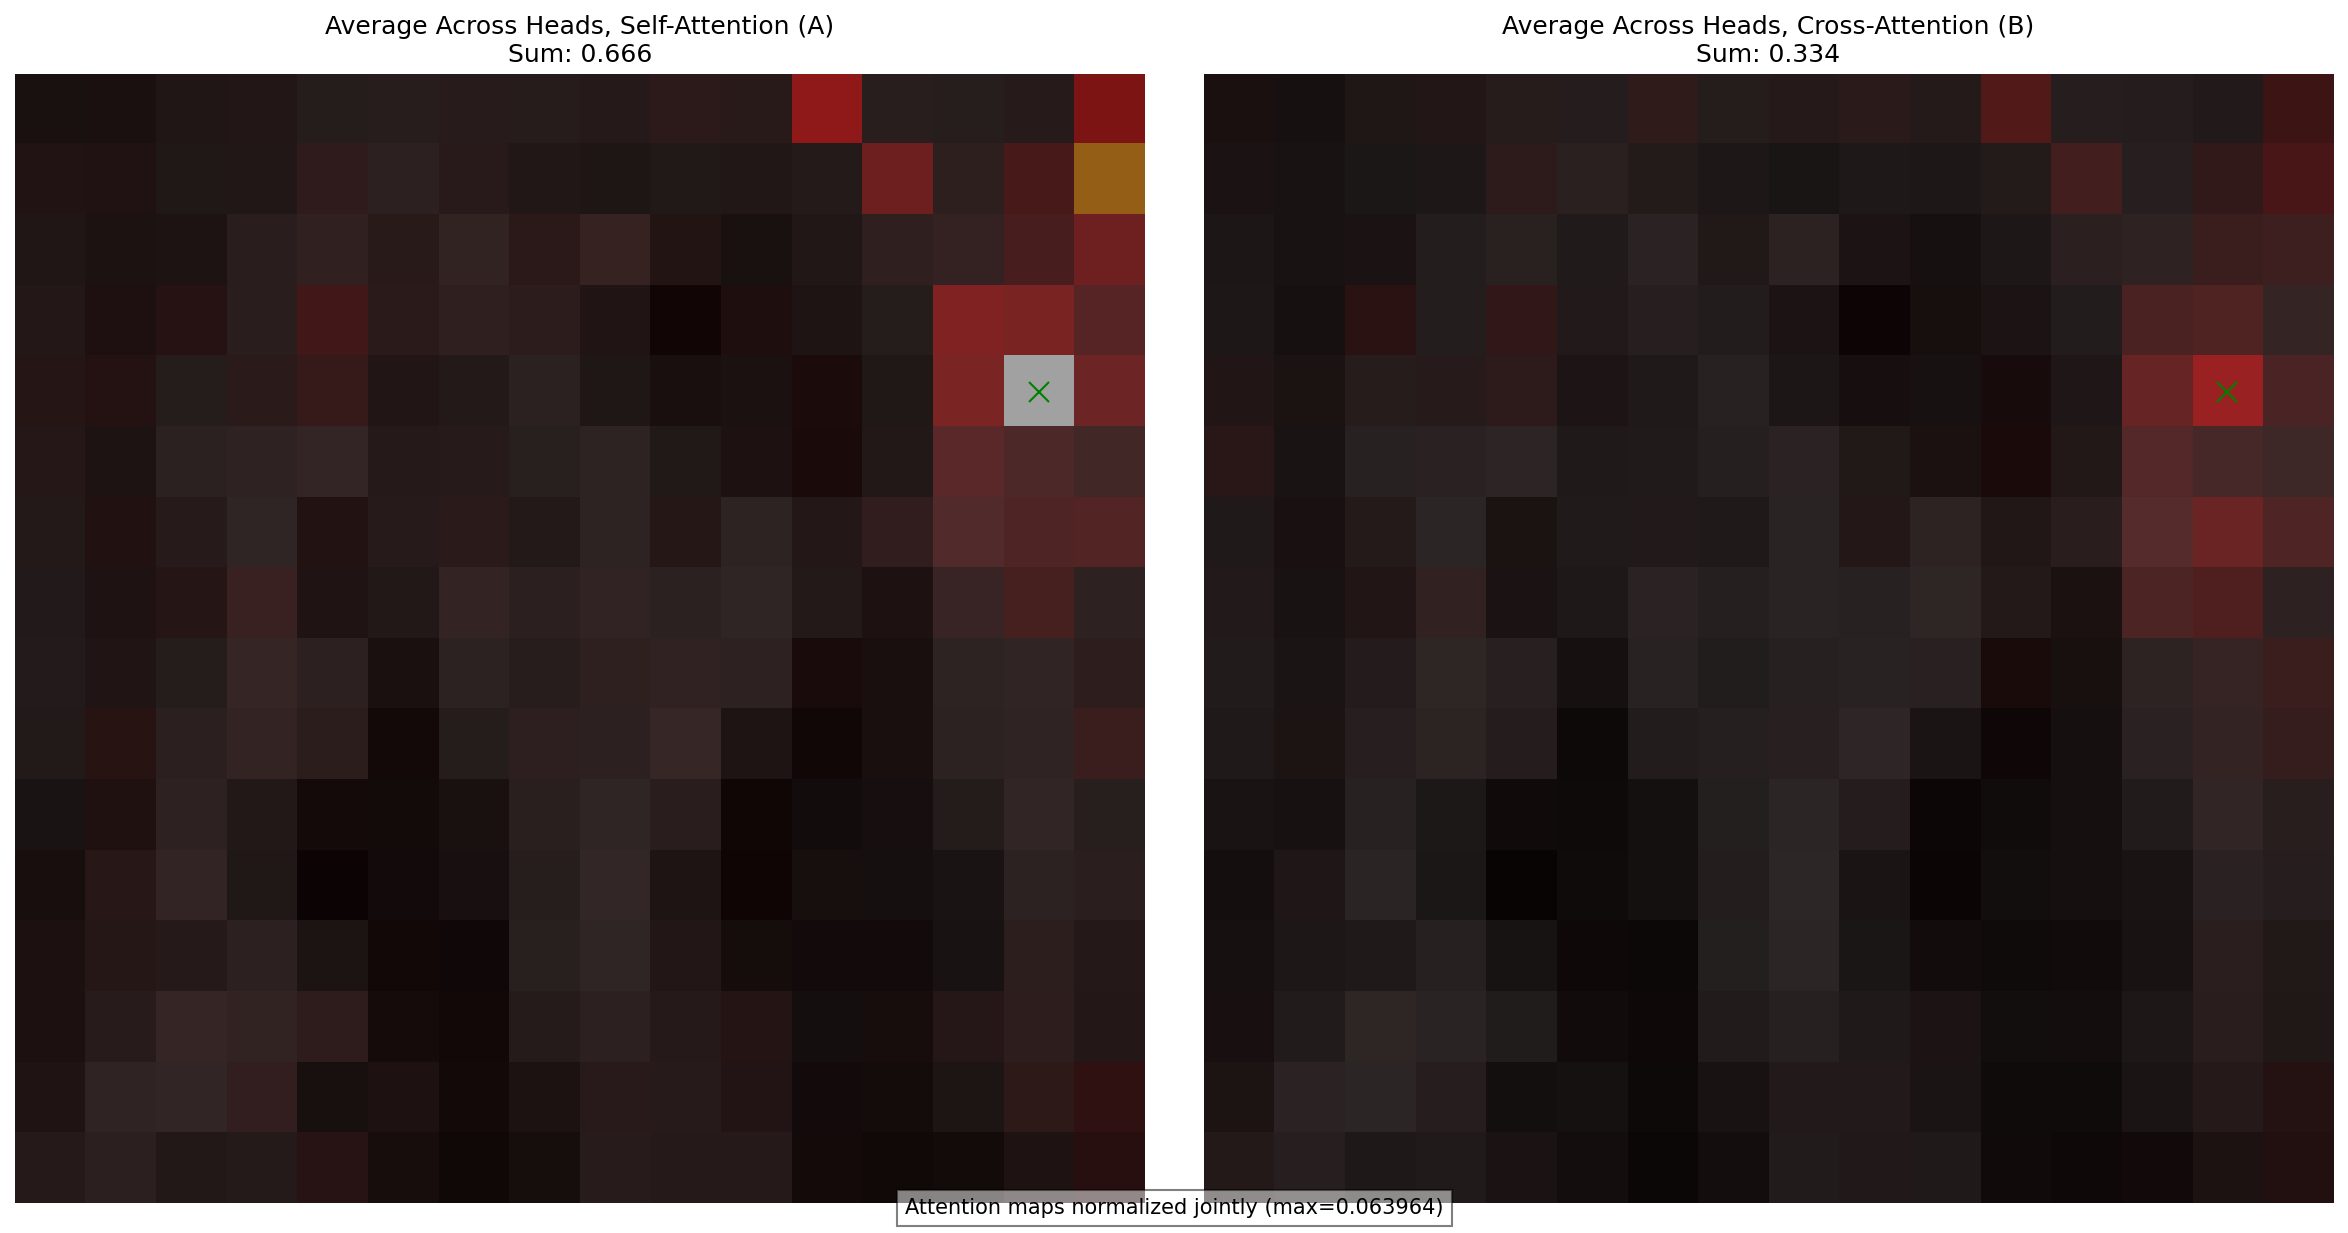 Average Across Heads, Self-Attention (A)
Sum: 0.666
Average Across Heads, Cross-Attention (B)
Sum: 0.334
Attention maps normalized jointly (max=0.063964)